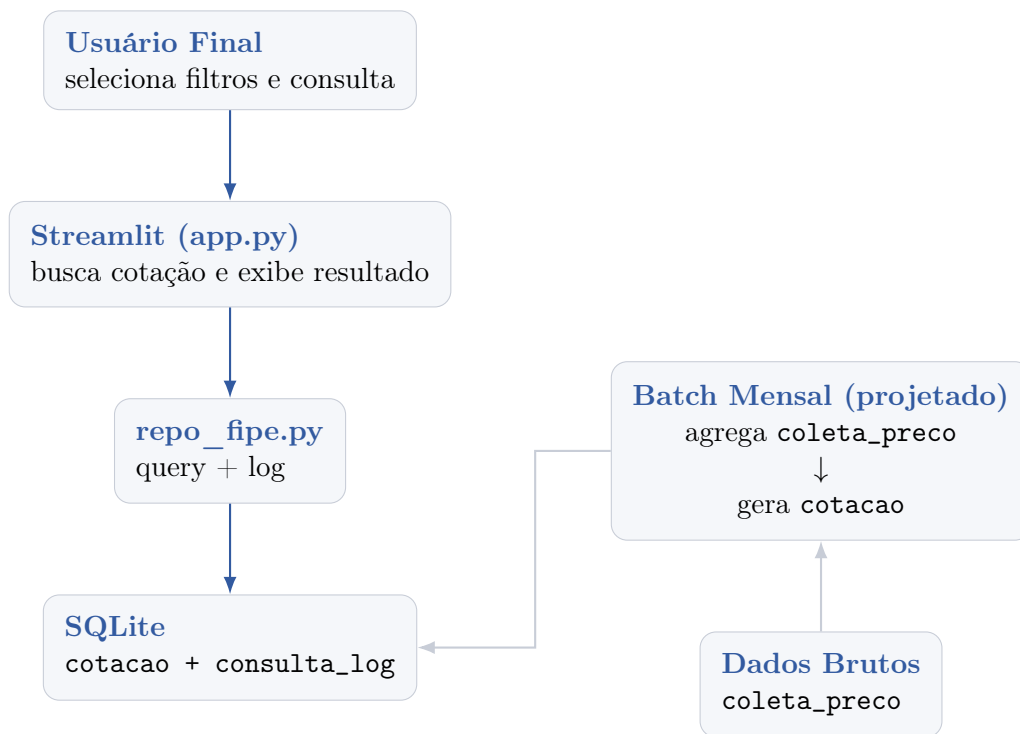 Usuário Final
seleciona filtros e consulta
Streamlit (app.py)
busca cotação e exibe resultado
repo_fipe.py
query + log
SQLite
cotacao + consulta_log
Batch Mensal (projetado)
agrega coleta_preco
↓
gera cotacao
Dados Brutos
coleta_preco